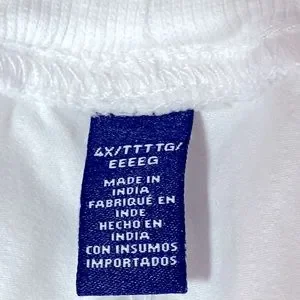 4X/TTTTG/
EEEEG
MADE IN
INDIA
FABRIQUÉ EN
INDE
HECHO EN
INDIA
CON INSUMOS
IMPORTADOS